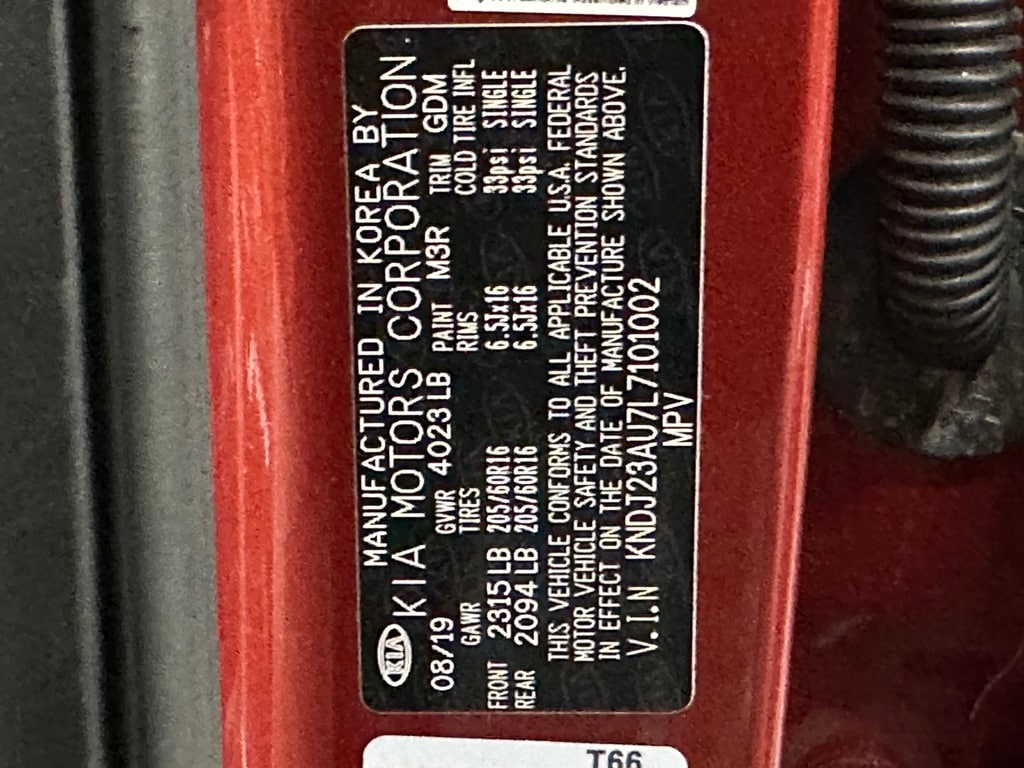 KIA
MANUFACTURED IN KOREA BY
KIA MOTORS CORPORATION.
08/19 GVWR 4023 LB PAINT M3R TRIM GDM
GAWR TIRES RIMS COLD TIRE INFL
FRONT 2315 LB 205/60R16 6.5Jx16 33psi SINGLE
REAR 2094 LB 205/60R16 6.5Jx16 33psi SINGLE
THIS VEHICLE CONFORMS TO ALL APPLICABLE U.S.A. FEDERAL
MOTOR VEHICLE SAFETY AND THEFT PREVENTION STANDARDS
IN EFFECT ON THE DATE OF MANUFACTURE SHOWN ABOVE.
V.I.N KNDJ23AU7L7101002
MPV
T66